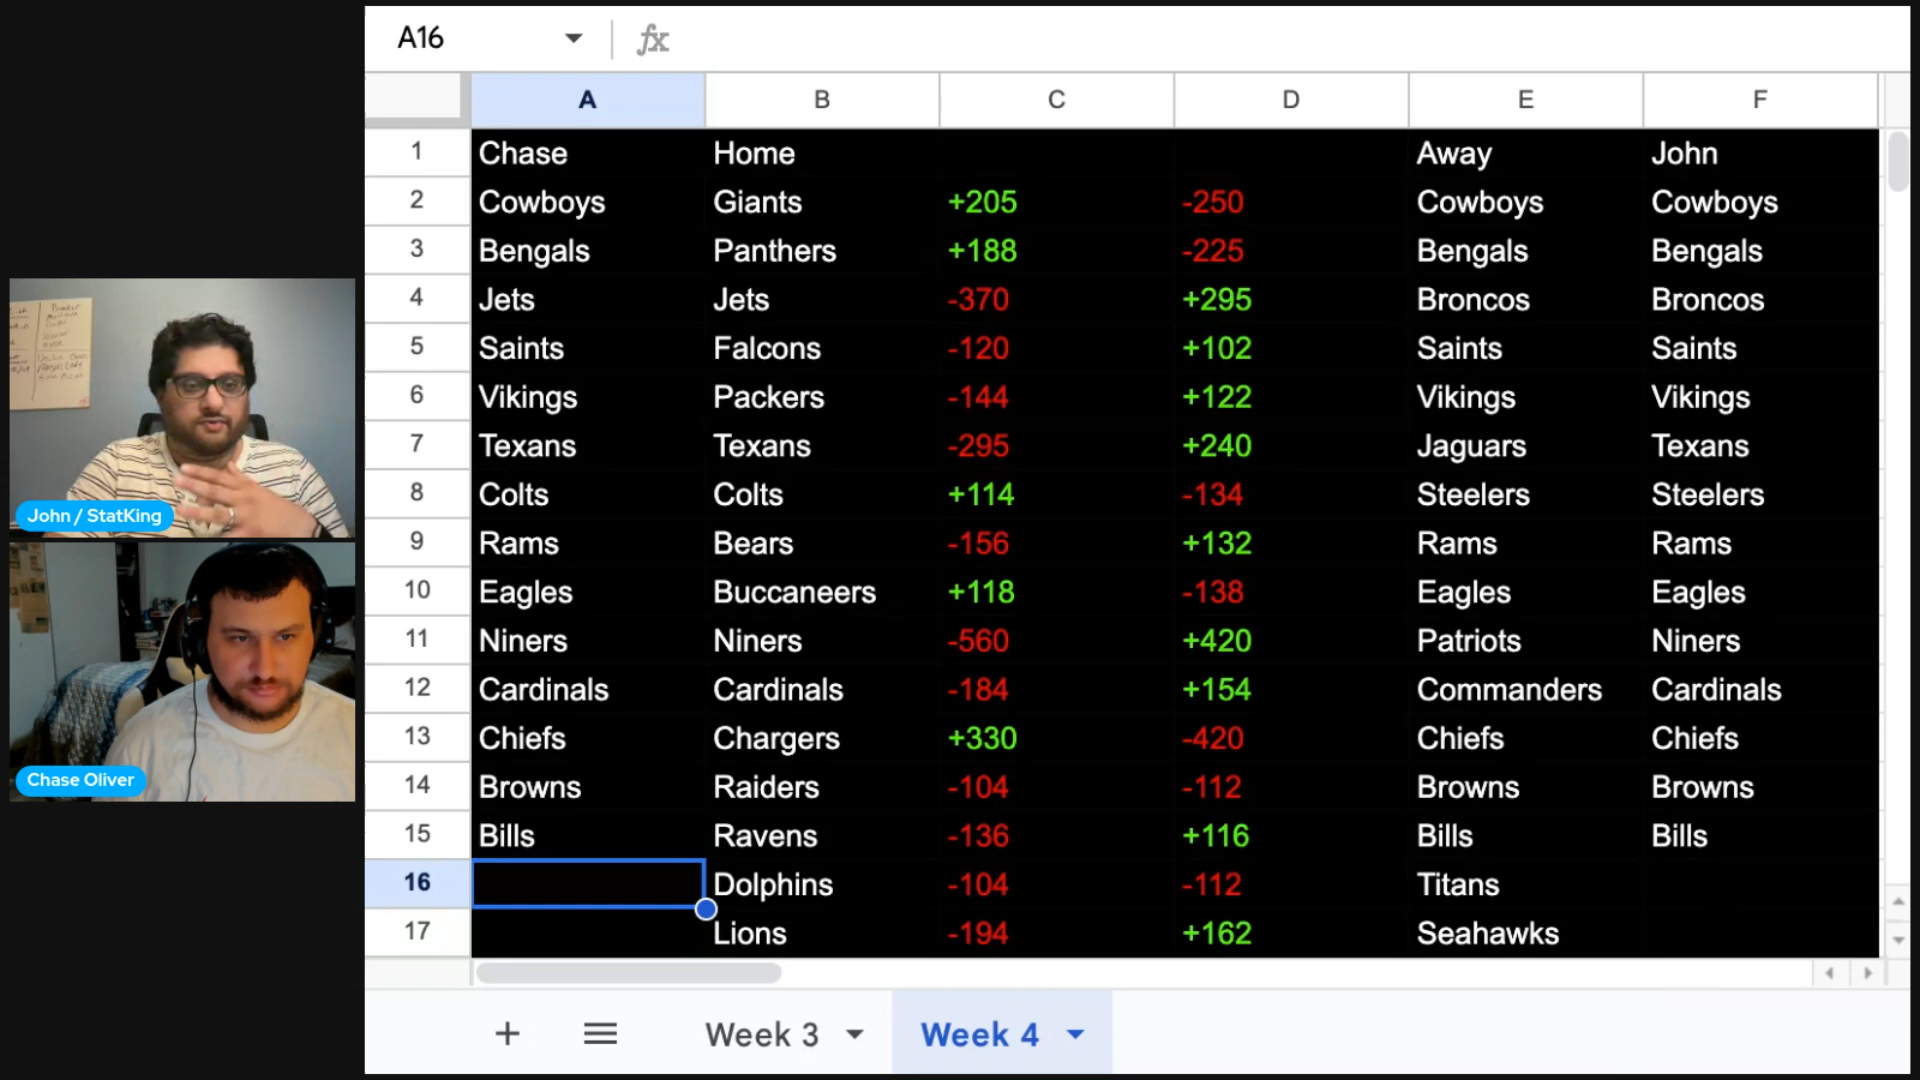 A16 fx
A B C D E F
1 Chase Home Away John
2 Cowboys Giants +205 -250 Cowboys Cowboys
3 Bengals Panthers +188 -225 Bengals Bengals
4 Jets Jets -370 +295 Broncos Broncos
5 Saints Falcons -120 +102 Saints Saints
6 Vikings Packers -144 +122 Vikings Vikings
7 Texans Texans -295 +240 Jaguars Texans
8 Colts Colts +114 -134 Steelers Steelers
9 Rams Bears -156 +132 Rams Rams
10 Eagles Buccaneers +118 -138 Eagles Eagles
11 Niners Niners -560 +420 Patriots Niners
12 Cardinals Cardinals -184 +154 Commanders Cardinals
13 Chiefs Chargers +330 -420 Chiefs Chiefs
14 Browns Raiders -104 -112 Browns Browns
15 Bills Ravens -136 +116 Bills Bills
16 Dolphins -104 -112 Titans
17 Lions -194 +162 Seahawks
Week 3 Week 4
John / StatKing
Chase Oliver